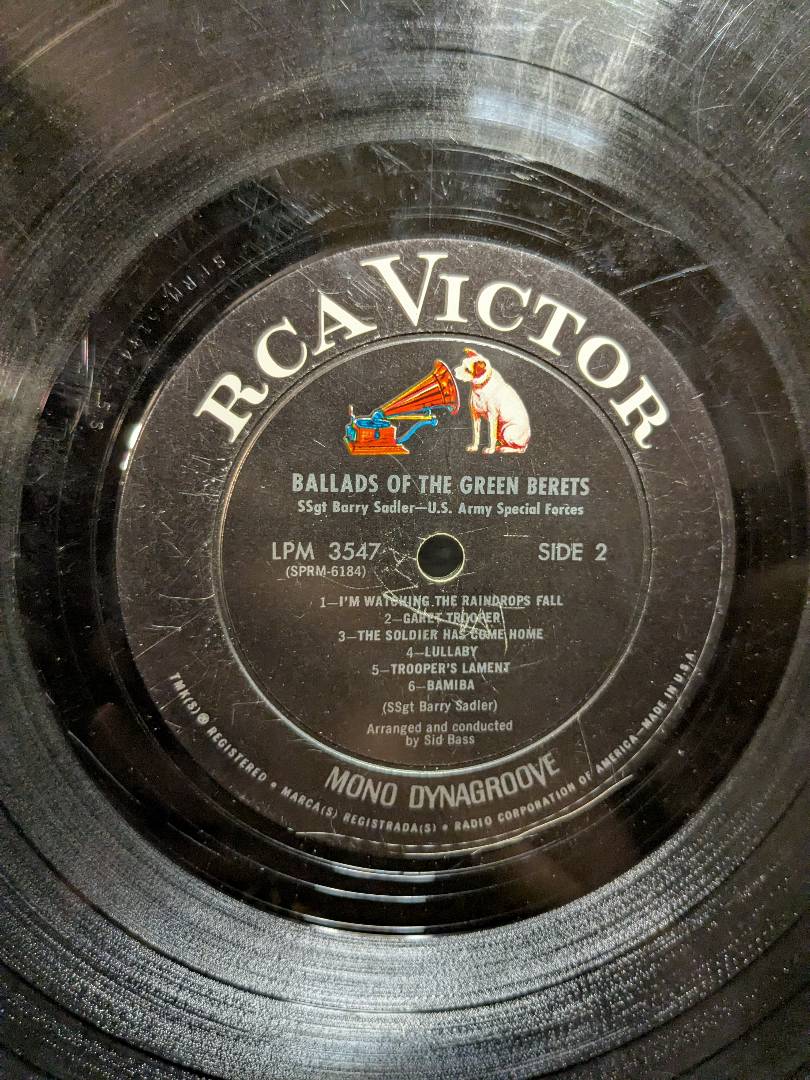 RCA VICTOR
BALLADS OF THE GREEN BERETS
SSgt Barry Sadler—U.S. Army Special Forces
LPM 3547
SIDE 2
(SPRM-6184)
1—I'M WATCHING THE RAINDROPS FALL
2—GARET TROOPER
3—THE SOLDIER HAS COME HOME
4—LULLABY
5—TROOPER'S LAMENT
6—BAMIBA
(SSgt Barry Sadler)
Arranged and conducted
by Sid Bass
MONO DYNAGROOVE
TMK(S) ® REGISTERED • MARCA(S) REGISTRADA(S) • RADIO CORPORATION OF AMERICA—MADE IN U.S.A.